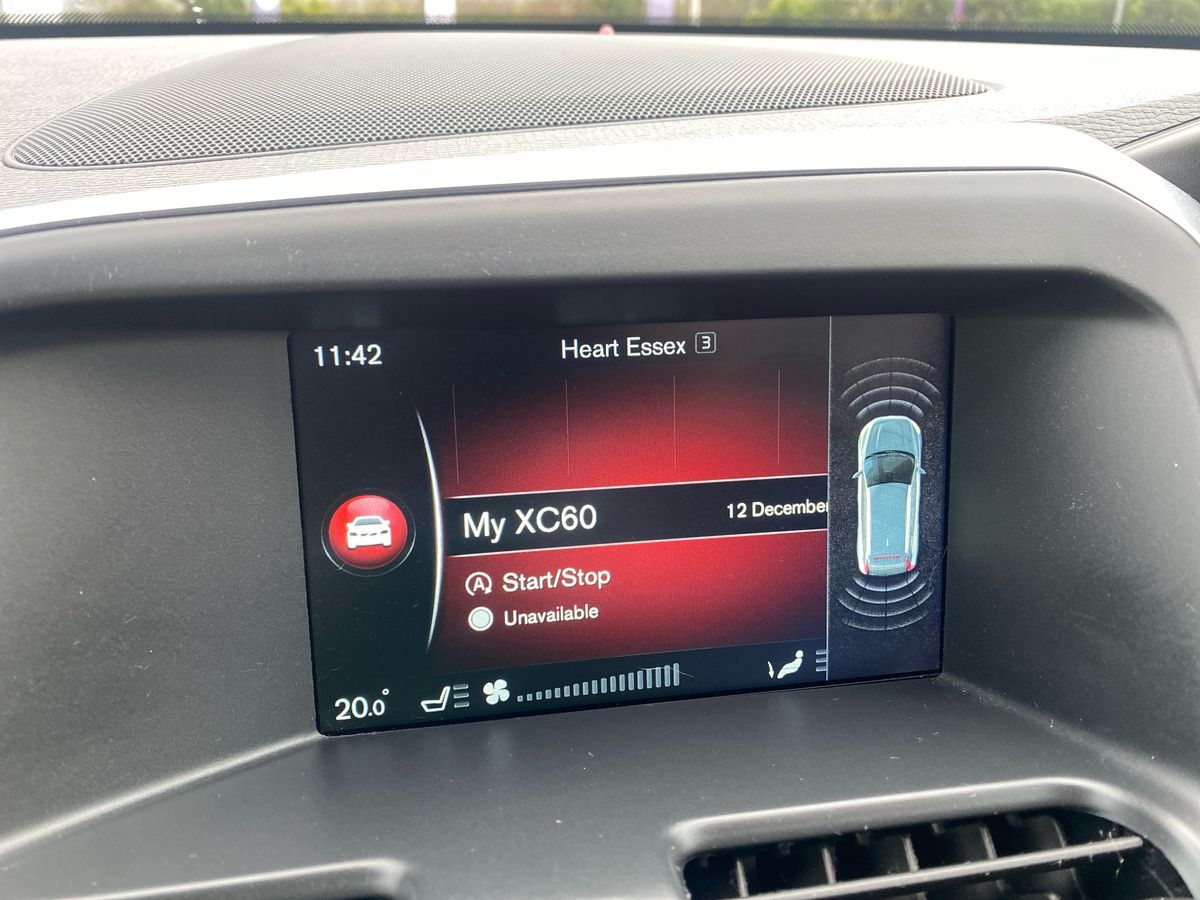 11:42
Heart Essex 3
My XC60
12 December
A Start/Stop
Unavailable
20.0°